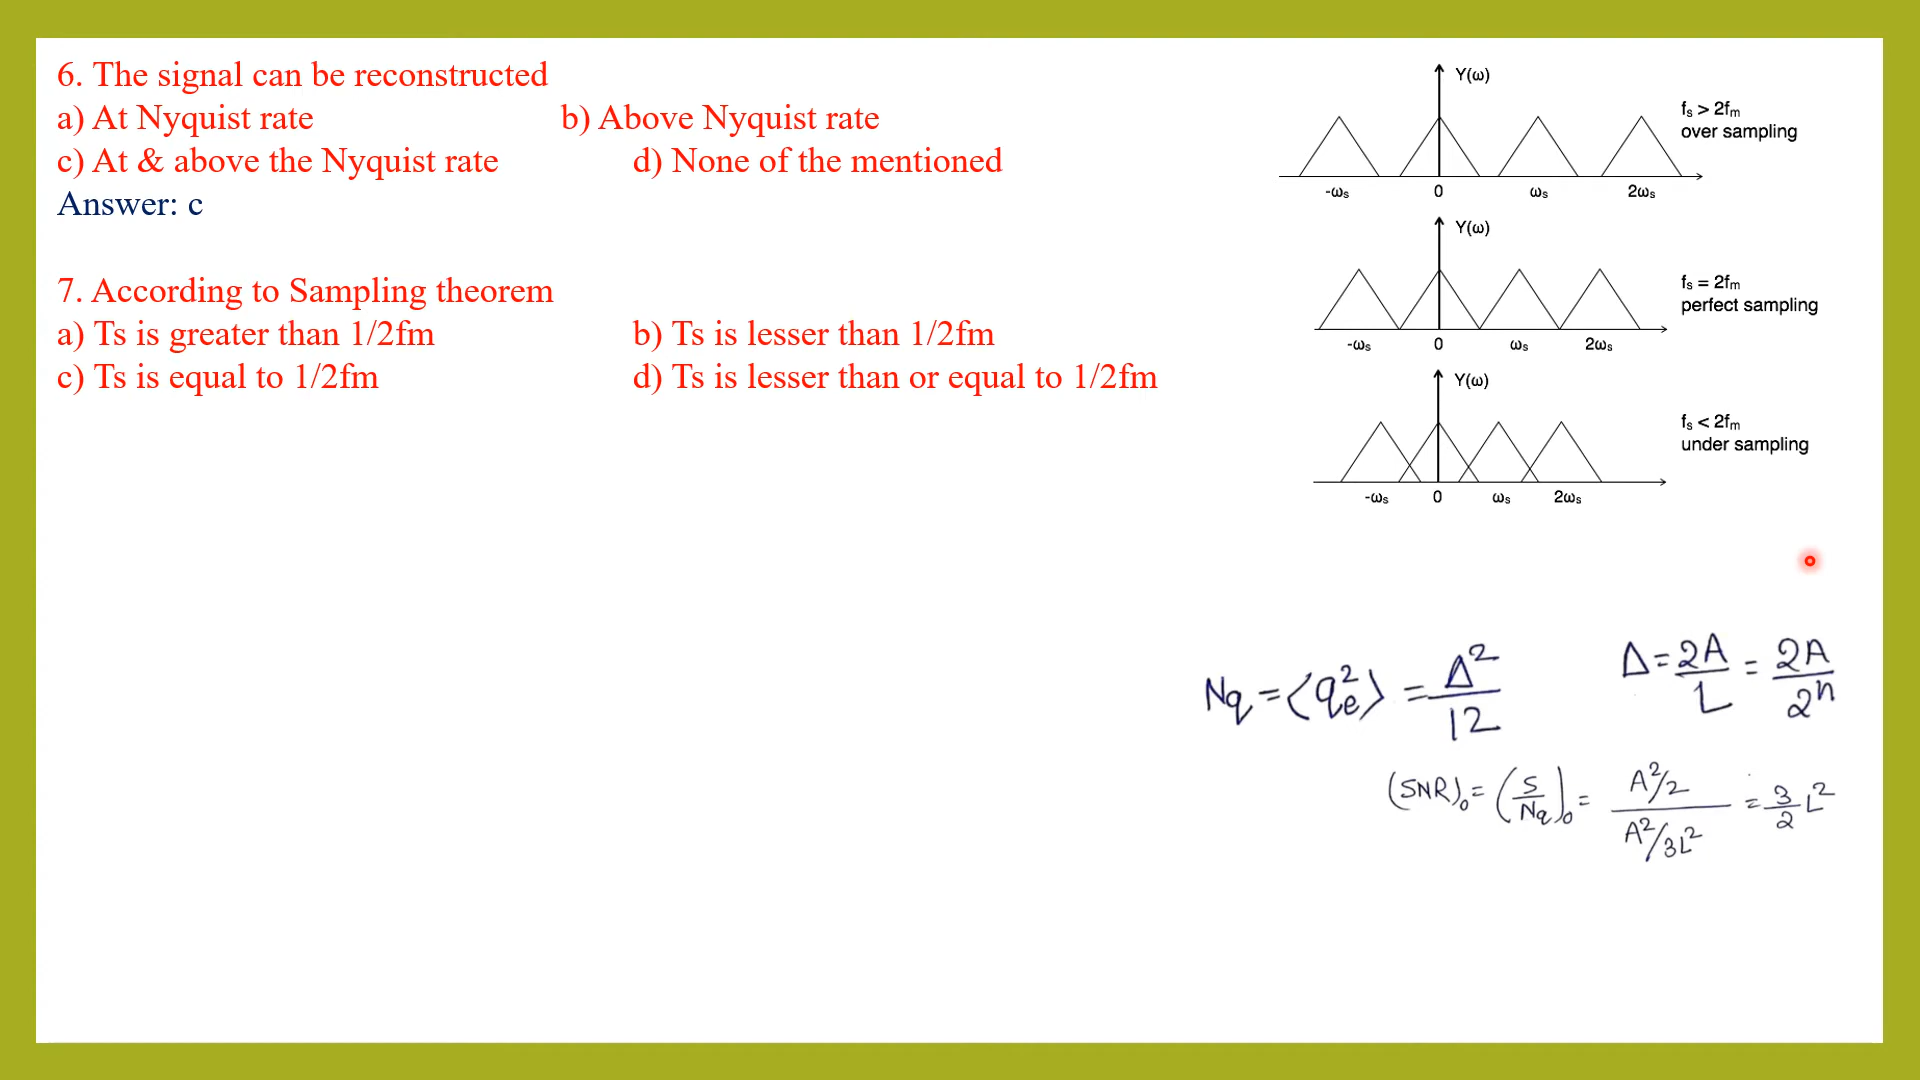 6. The signal can be reconstructed
a) At Nyquist rate b) Above Nyquist rate
c) At & above the Nyquist rate d) None of the mentioned
Answer: c
7. According to Sampling theorem
a) Ts is greater than 1/2fm b) Ts is lesser than 1/2fm
c) Ts is equal to 1/2fm d) Ts is lesser than or equal to 1/2fm
Y(ω)
fs > 2fm
over sampling
-ωs 0 ωs 2ωs
Y(ω)
fs = 2fm
perfect sampling
-ωs 0 ωs 2ωs
Y(ω)
fs < 2fm
under sampling
-ωs 0 ωs 2ωs
Nq = ⟨qe²⟩ = Δ²/12 Δ = 2A/L = 2A/2ⁿ
(SNR)₀ = (S/Nq)₀ = (A²/2)/(A²/3L²) = 3/2 L²